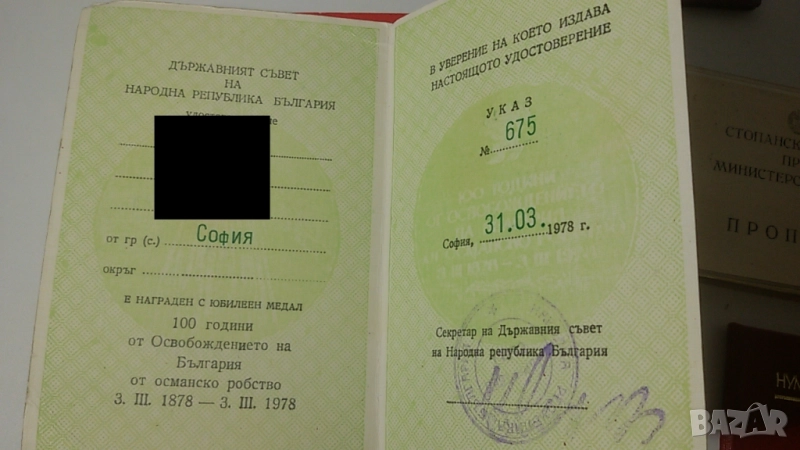 ДЪРЖАВНИЯТ СЪВЕТ
НА
НАРОДНА РЕПУБЛИКА БЪЛГАРИЯ
от гр (с.) София
окръг
Е НАГРАДЕН С ЮБИЛЕЕН МЕДАЛ
100 години
от Освобождението на
България
от османско робство
3. III. 1878 — 3. III. 1978
В УВЕРЕНИЕ НА КОЕТО ИЗДАВА
НАСТОЯЩОТО УДОСТОВЕРЕНИЕ
УКАЗ
№ 675
София, 31.03. 1978 г.
Секретар на Държавния съвет
на Народна република България
СТОПАНСК
ПР
МИНИСТЕРС
ПРОП
НУМ
BAZAR